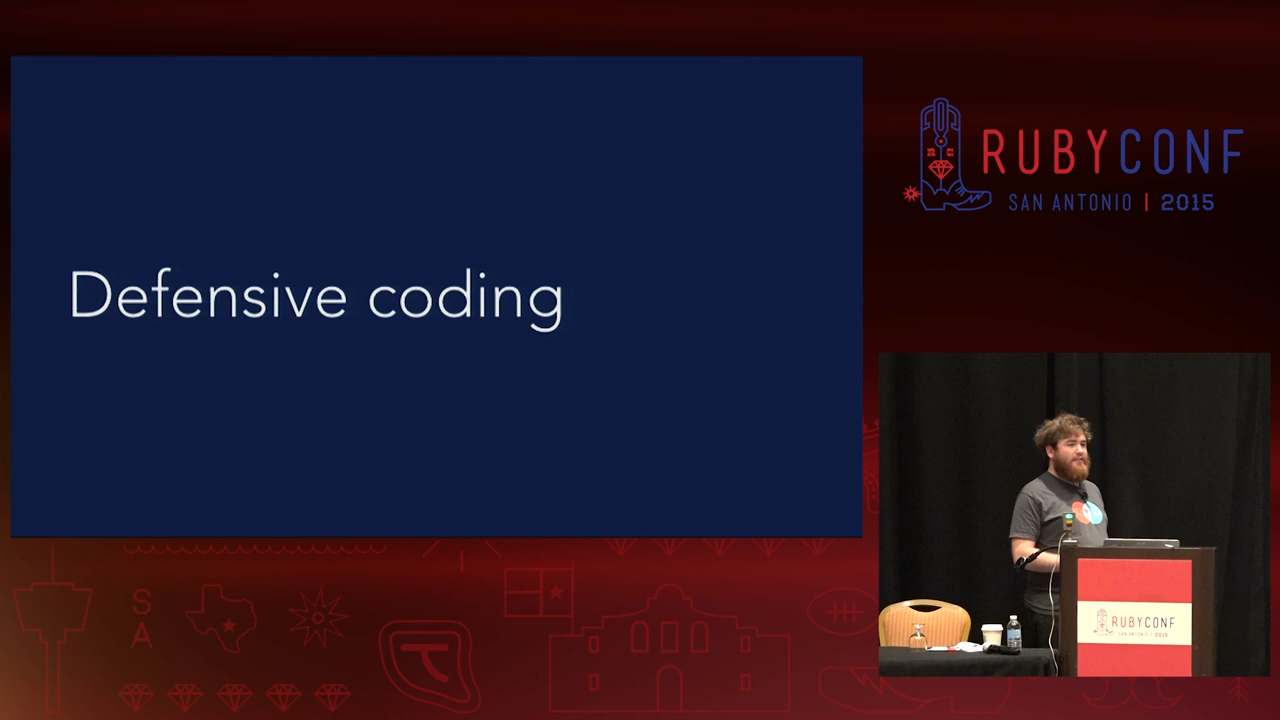 Defensive coding
RUBYCONF
SAN ANTONIO | 2015
S
A
RUBYCONF
SAN ANTONIO | 2015